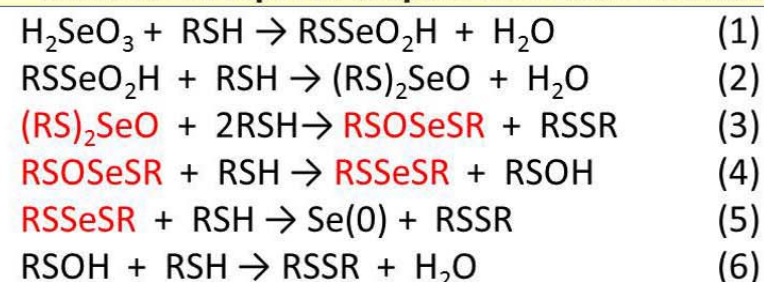 H₂SeO₃ + RSH → RSSeO₂H + H₂O (1)
RSSeO₂H + RSH → (RS)₂SeO + H₂O (2)
(RS)₂SeO + 2RSH→ RSOSeSR + RSSR (3)
RSOSeSR + RSH → RSSeSR + RSOH (4)
RSSeSR + RSH → Se(0) + RSSR (5)
RSOH + RSH → RSSR + H₂O (6)